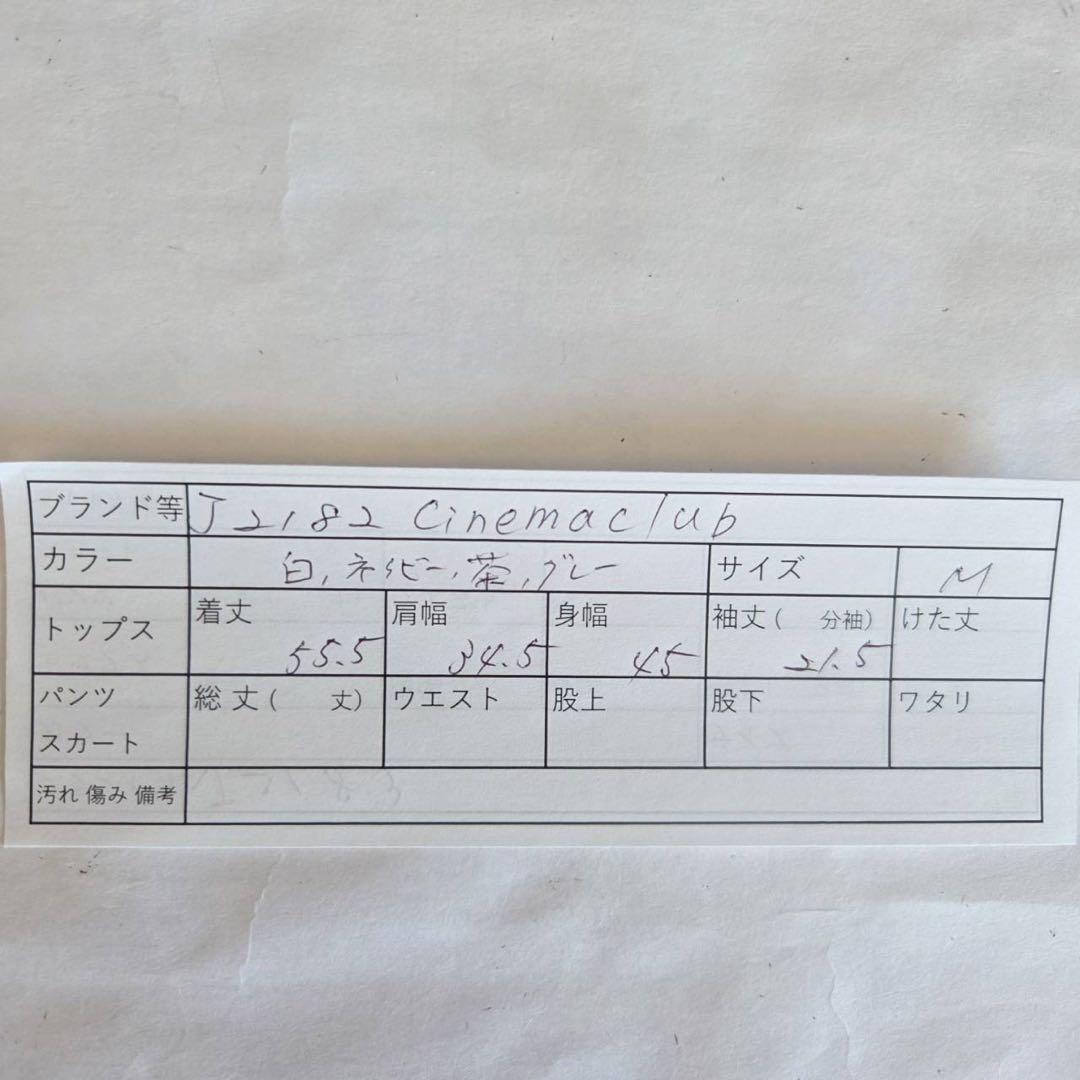 ブランド等 J2182 Cinemaclub
カラー 白, ネイビー, 茶, グレー サイズ M
トップス 着丈 55.5 肩幅 34.5 身幅 45 袖丈( 分袖) 21.5 けた丈
パンツ スカート 総丈( 丈) ウエスト 股上 股下 ワタリ
汚れ 傷み 備考